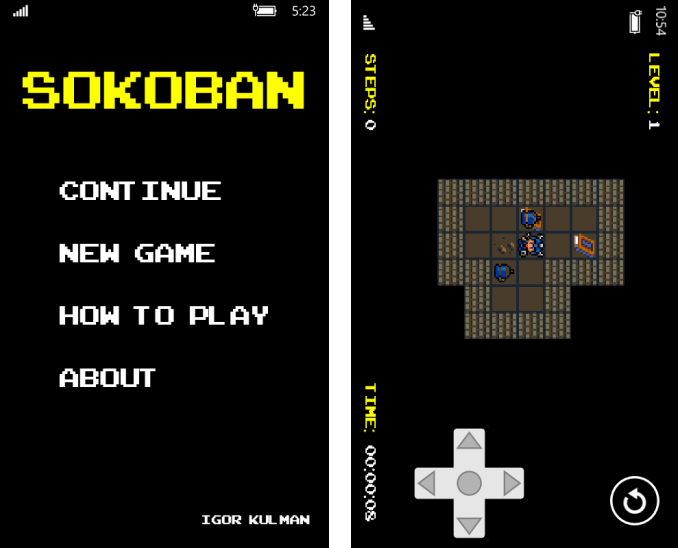 5:23
SOKOBAN
CONTINUE
NEW GAME
HOW TO PLAY
ABOUT
IGOR KULMAN
10:54
LEVEL: 1
STEPS: 0
TIME: 00:00:08